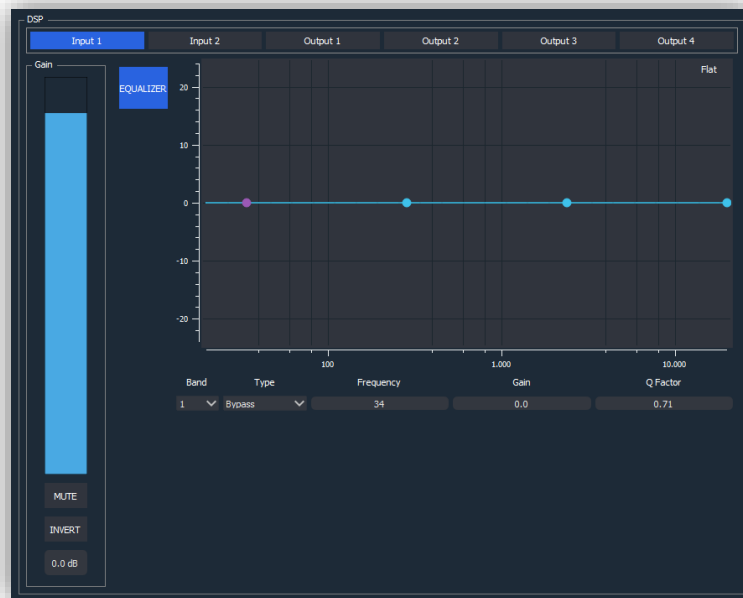 DSP
Input 1 Input 2 Output 1 Output 2 Output 3 Output 4
Gain
EQUALIZER
Flat
20
10
0
-10
-20
100 1.000 10.000
Band Type Frequency Gain Q Factor
1 Bypass 34 0.0 0.71
MUTE
INVERT
0.0 dB